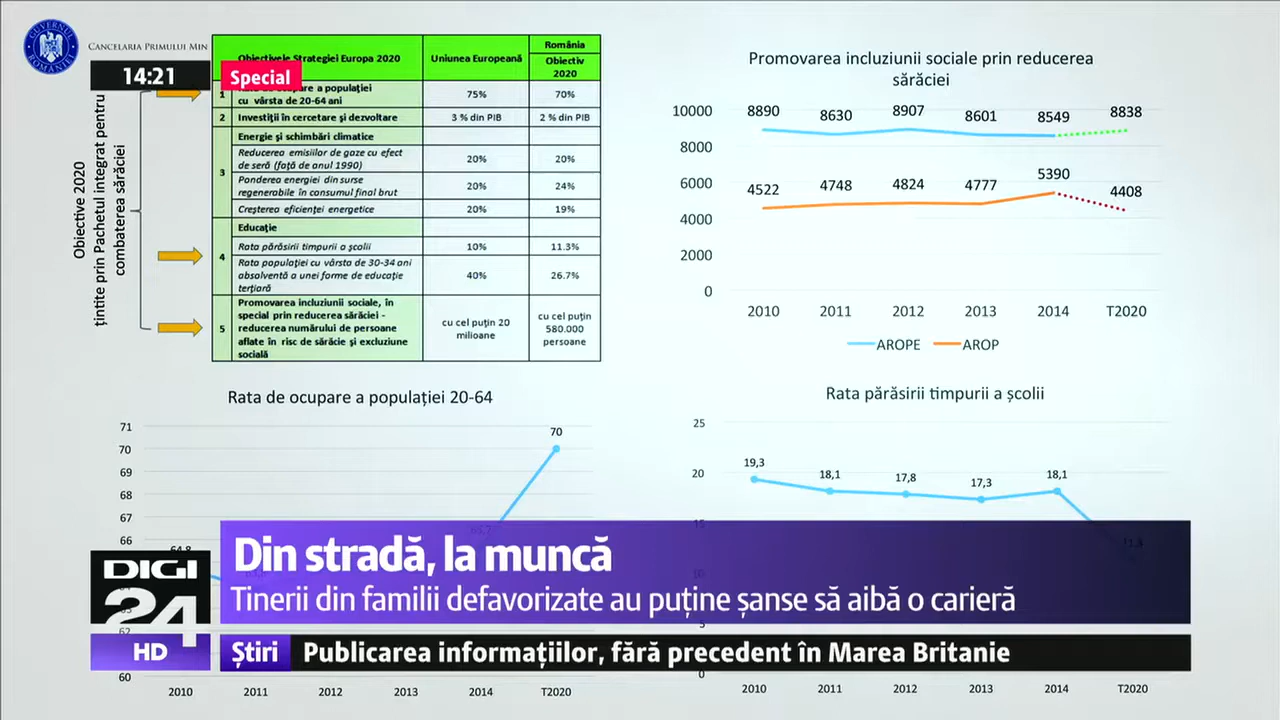 GUVERNUL ROMÂNIEI
CANCELARIA PRIMULUI MIN
14:21
Special
Obiective 2020
țintite prin Pachetul integrat pentru
combaterea sărăciei
Obiectivele Strategiei Europa 2020
Uniunea Europeană
România
Obiectiv
2020
1
ocupare a populației
cu vârsta de 20-64 ani
75%
70%
2
Investiții în cercetare și dezvoltare
3 % din PIB
2 % din PIB
3
Energie și schimbări climatice
Reducerea emisiilor de gaze cu efect
de seră (față de anul 1990)
20%
20%
Ponderea energiei din surse
regenerabile în consumul final brut
20%
24%
Creșterea eficienței energetice
20%
19%
4
Educație
Rata părăsirii timpurii a școlii
10%
11.3%
Rata populației cu vârsta de 30-34 ani
absolventă a unei forme de educație
terțiară
40%
26.7%
5
Promovarea incluziunii sociale, în
special prin reducerea sărăciei -
reducerea numărului de persoane
aflate în risc de sărăcie și excluziune
socială
cu cel puțin 20
milioane
cu cel puțin
580.000
persoane
Promovarea incluziunii sociale prin reducerea
sărăciei
10000
8000
6000
4000
2000
0
8890
8630
8907
8601
8549
8838
4522
4748
4824
4777
5390
4408
2010
2011
2012
2013
2014
T2020
AROPE
AROP
Rata de ocupare a populației 20-64
71
70
69
68
67
66
62
60
64,8
70
2010
2011
2012
2013
2014
T2020
Rata părăsirii timpurii a școlii
25
20
15
5
0
19,3
18,1
17,8
17,3
18,1
11,3
2010
2011
2012
2013
2014
T2020
Din stradă, la muncă
Tinerii din familii defavorizate au puține șanse să aibă o carieră
DIGI
24
HD
Știri
Publicarea informațiilor, fără precedent în Marea Britanie